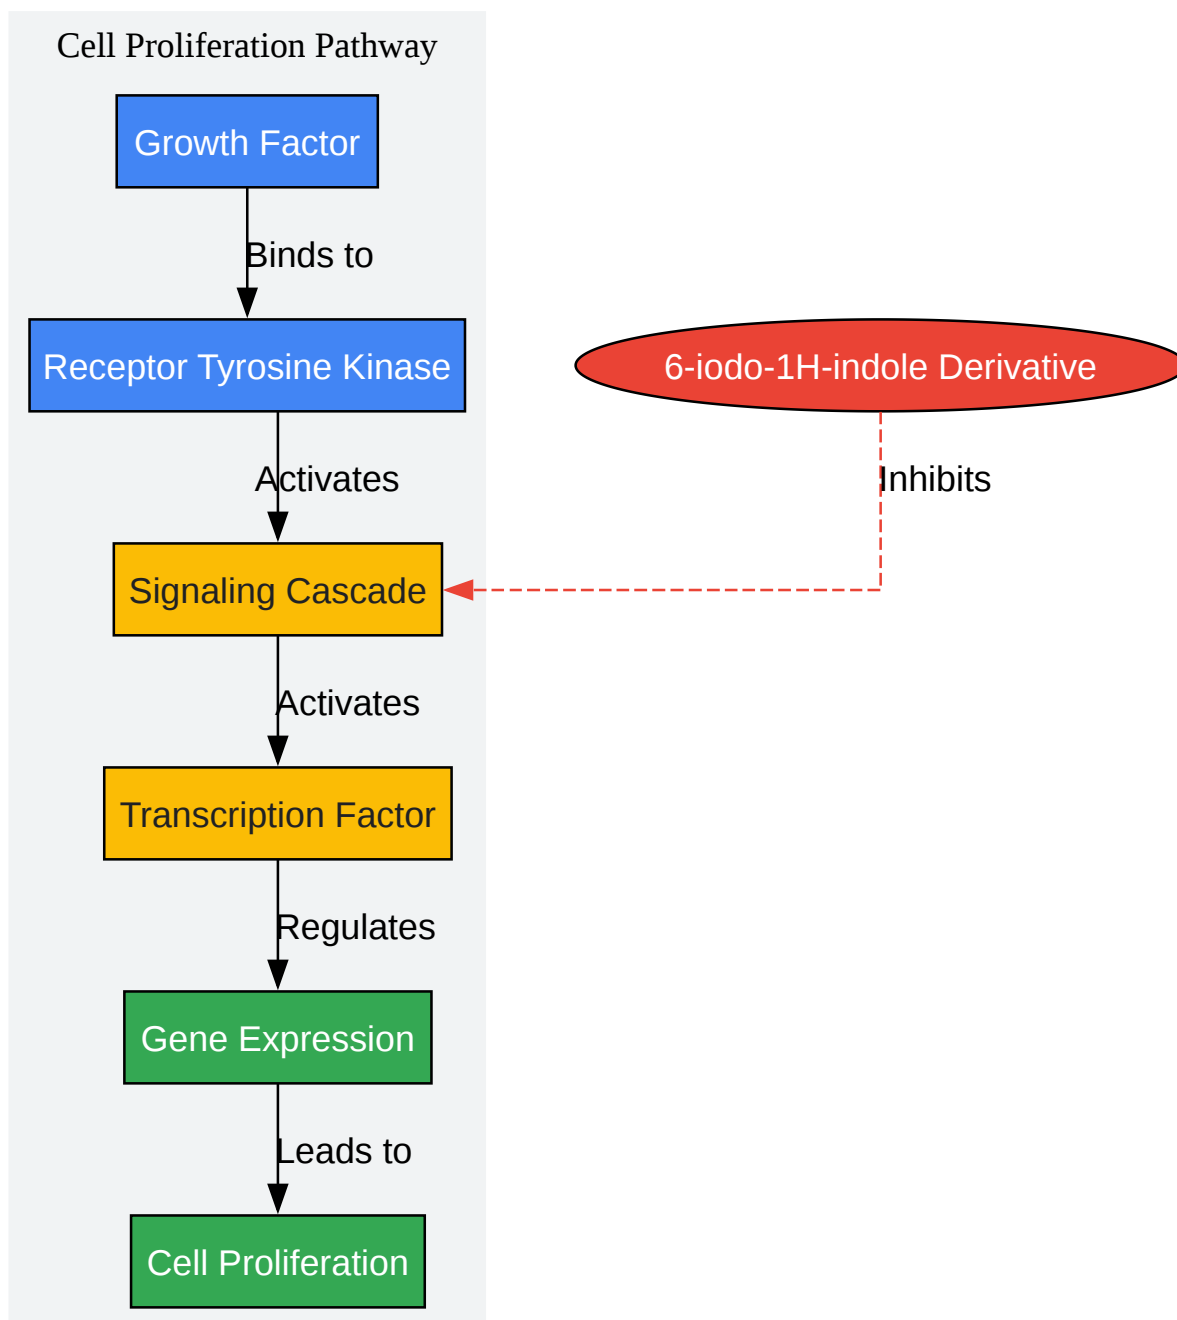 Cell Proliferation Pathway
Growth Factor
Binds to
Receptor Tyrosine Kinase
6-iodo-1H-indole Derivative
Activates
Inhibits
Signaling Cascade
Activates
Transcription Factor
Regulates
Gene Expression
Leads to
Cell Proliferation